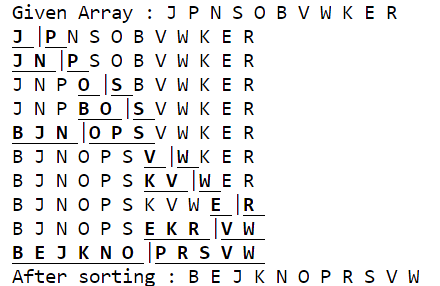 Given Array : J P N S O B V W K E R
J |P N S O B V W K E R
J N |P S O B V W K E R
J N P O |S B V W K E R
J N P B O |S V W K E R
B J N |O P S V W K E R
B J N O P S V |W K E R
B J N O P S K V |W E R
B J N O P S K V W E |R
B J N O P S E K R |V W
B E J K N O |P R S V W
After sorting : B E J K N O P R S V W